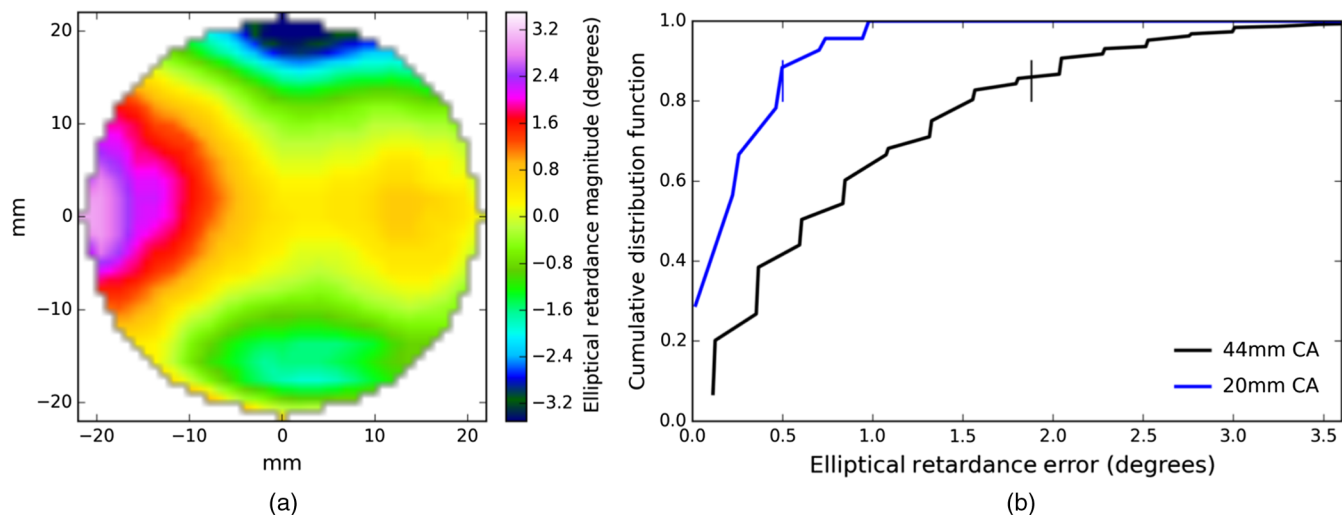 20
10
0
−10
−20
mm
−20
−10
0
10
20
mm
3.2
2.4
1.6
0.8
0.0
−0.8
−1.6
−2.4
−3.2
Elliptical retardance magnitude (degrees)
(a)
1.0
0.8
0.6
0.4
0.2
0.0
Cumulative distribution function
44mm CA
20mm CA
0.0 0.5 1.0 1.5 2.0 2.5 3.0 3.5
Elliptical retardance error (degrees)
(b)